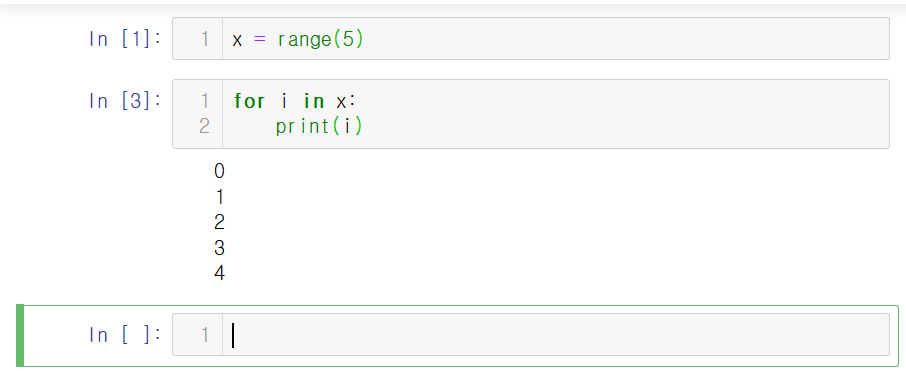 In [1]: 1 x = range(5)
In [3]: 1 for i in x:
2     print(i)
0
1
2
3
4
In [ ]: 1